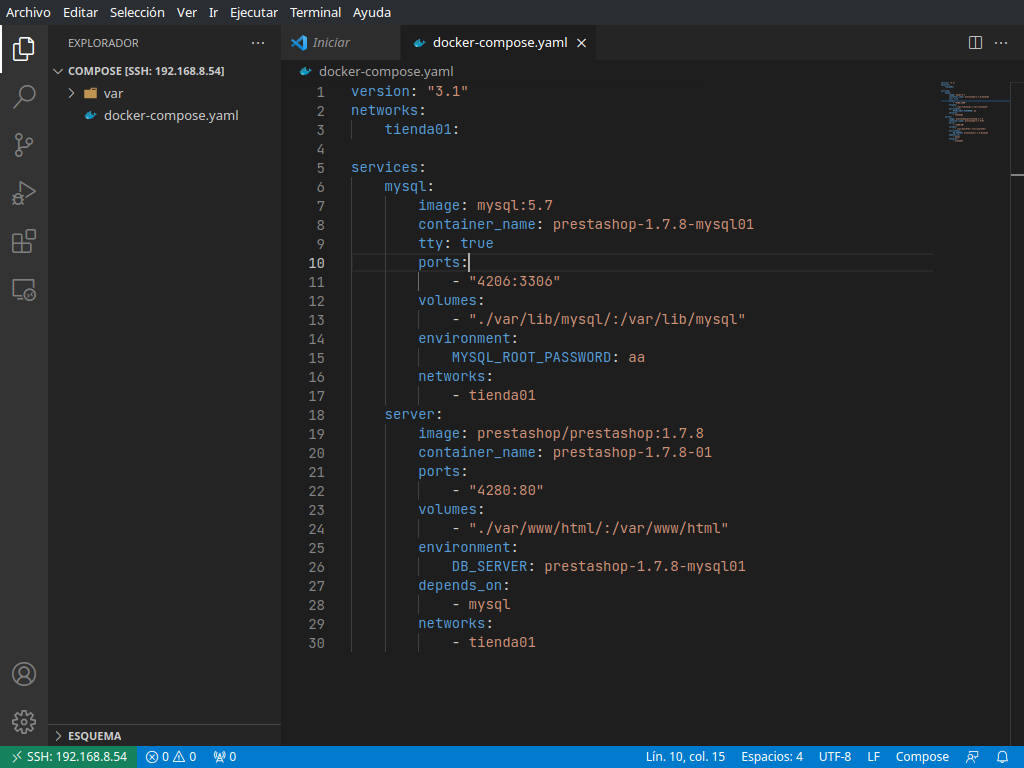 Archivo Editar Selección Ver Ir Ejecutar Terminal Ayuda
EXPLORADOR
Iniciar
docker-compose.yaml
COMPOSE [SSH: 192.168.8.54]
var
docker-compose.yaml
docker-compose.yaml
1 version: "3.1"
2 networks:
3 tienda01:
4
5 services:
6 mysql:
7 image: mysql:5.7
8 container_name: prestashop-1.7.8-mysql01
9 tty: true
10 ports:
11 - "4206:3306"
12 volumes:
13 - "./var/lib/mysql/:/var/lib/mysql"
14 environment:
15 MYSQL_ROOT_PASSWORD: aa
16 networks:
17 - tienda01
18 server:
19 image: prestashop/prestashop:1.7.8
20 container_name: prestashop-1.7.8-01
21 ports:
22 - "4280:80"
23 volumes:
24 - "./var/www/html/:/var/www/html"
25 environment:
26 DB_SERVER: prestashop-1.7.8-mysql01
27 depends_on:
28 - mysql
29 networks:
30 - tienda01
ESQUEMA
SSH: 192.168.8.54 0 0 0 Lín. 10, col. 15 Espacios: 4 UTF-8 LF Compose